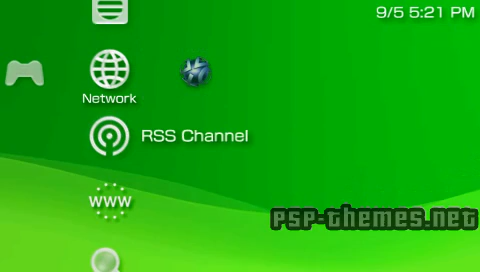 9/5 5:21 PM
Network
RSS Channel
WWW
PSP-themes.net